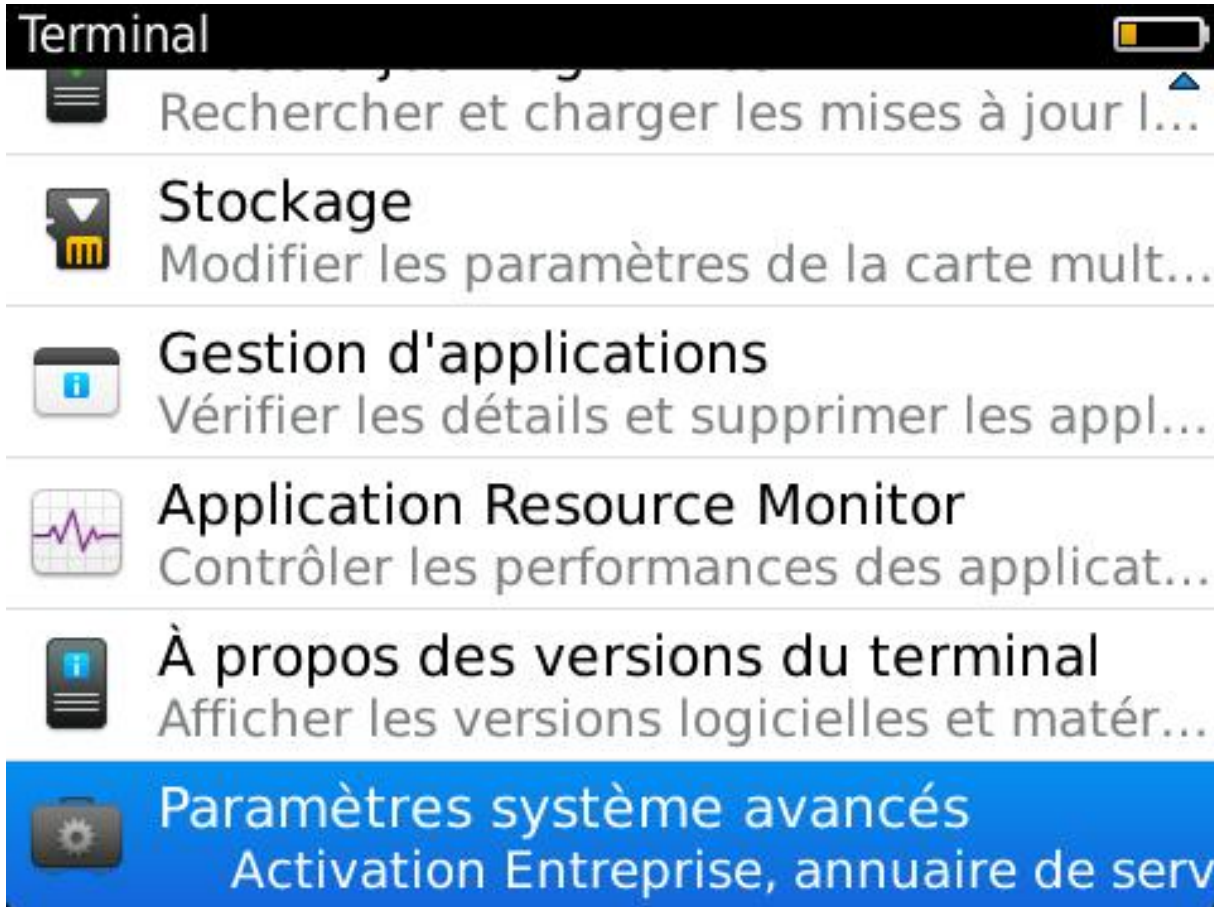 Terminal
Rechercher et charger les mises à jour l...
Stockage
Modifier les paramètres de la carte mult...
Gestion d'applications
Vérifier les détails et supprimer les appl...
Application Resource Monitor
Contrôler les performances des applicat...
À propos des versions du terminal
Afficher les versions logicielles et matér...
Paramètres système avancés
Activation Entreprise, annuaire de serv